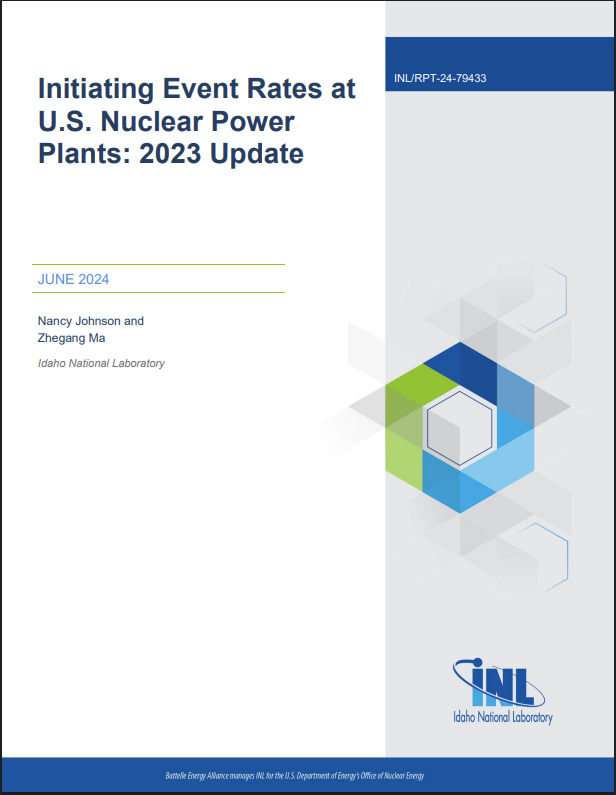 INL/RPT-24-79433
Initiating Event Rates at
U.S. Nuclear Power
Plants: 2023 Update
JUNE 2024
Nancy Johnson and
Zhegang Ma
Idaho National Laboratory
INL
Idaho National Laboratory
Battelle Energy Alliance manages INL for the U.S. Department of Energy's Office of Nuclear Energy